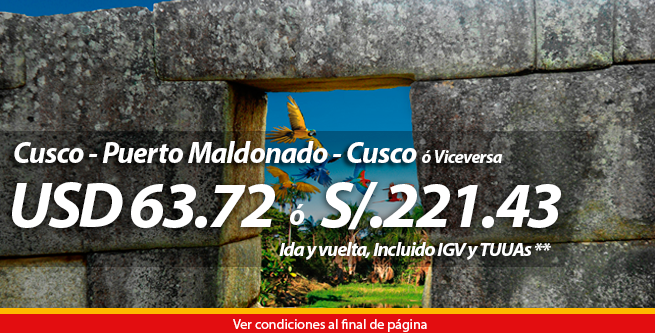 Cusco - Puerto Maldonado - Cusco ó Viceversa
USD 63.72 ó S/.221.43
Ida y vuelta, Incluido IGV y TUUAs **
Ver condiciones al final de página